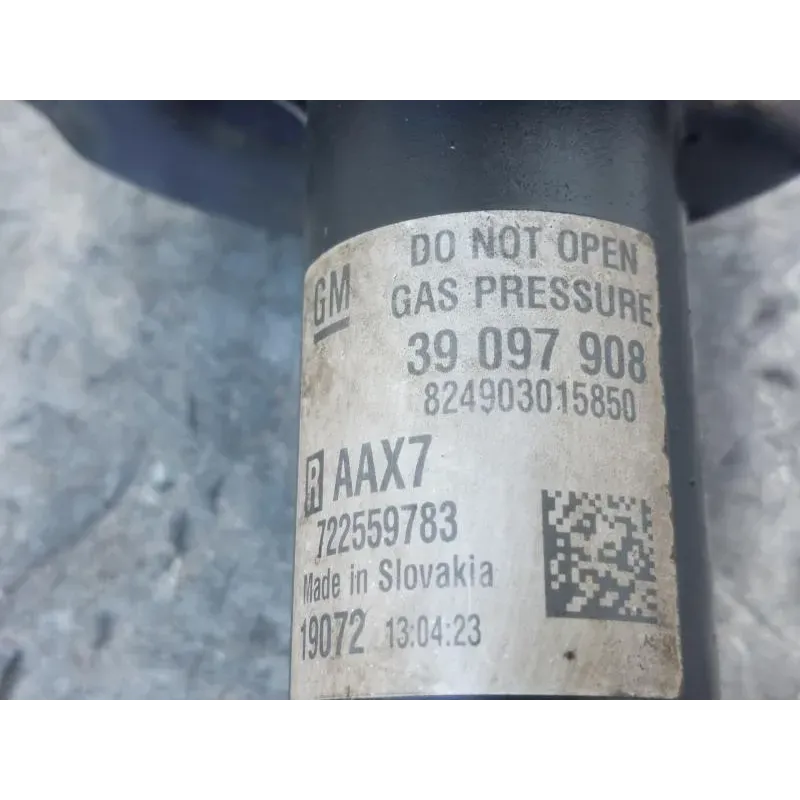 DO NOT OPEN
GM GAS PRESSURE
39 097 908
824903015850
R AAX7
722559783
Made in Slovakia
19072 13:04:23